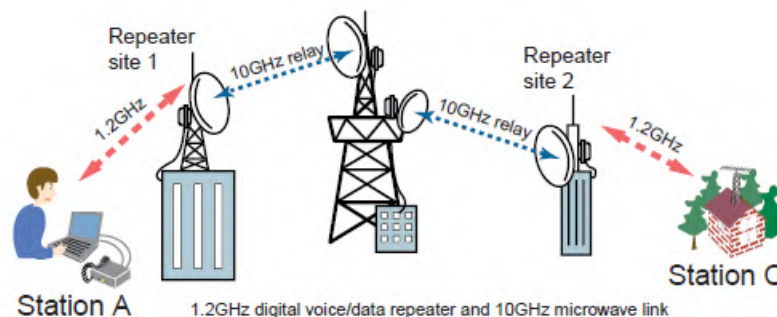 Repeater
site 1
10GHz relay
1.2GHz
Repeater
site 2
10GHz relay
1.2GHz
Station A
Station C
1.2GHz digital voice/data repeater and 10GHz microwave link